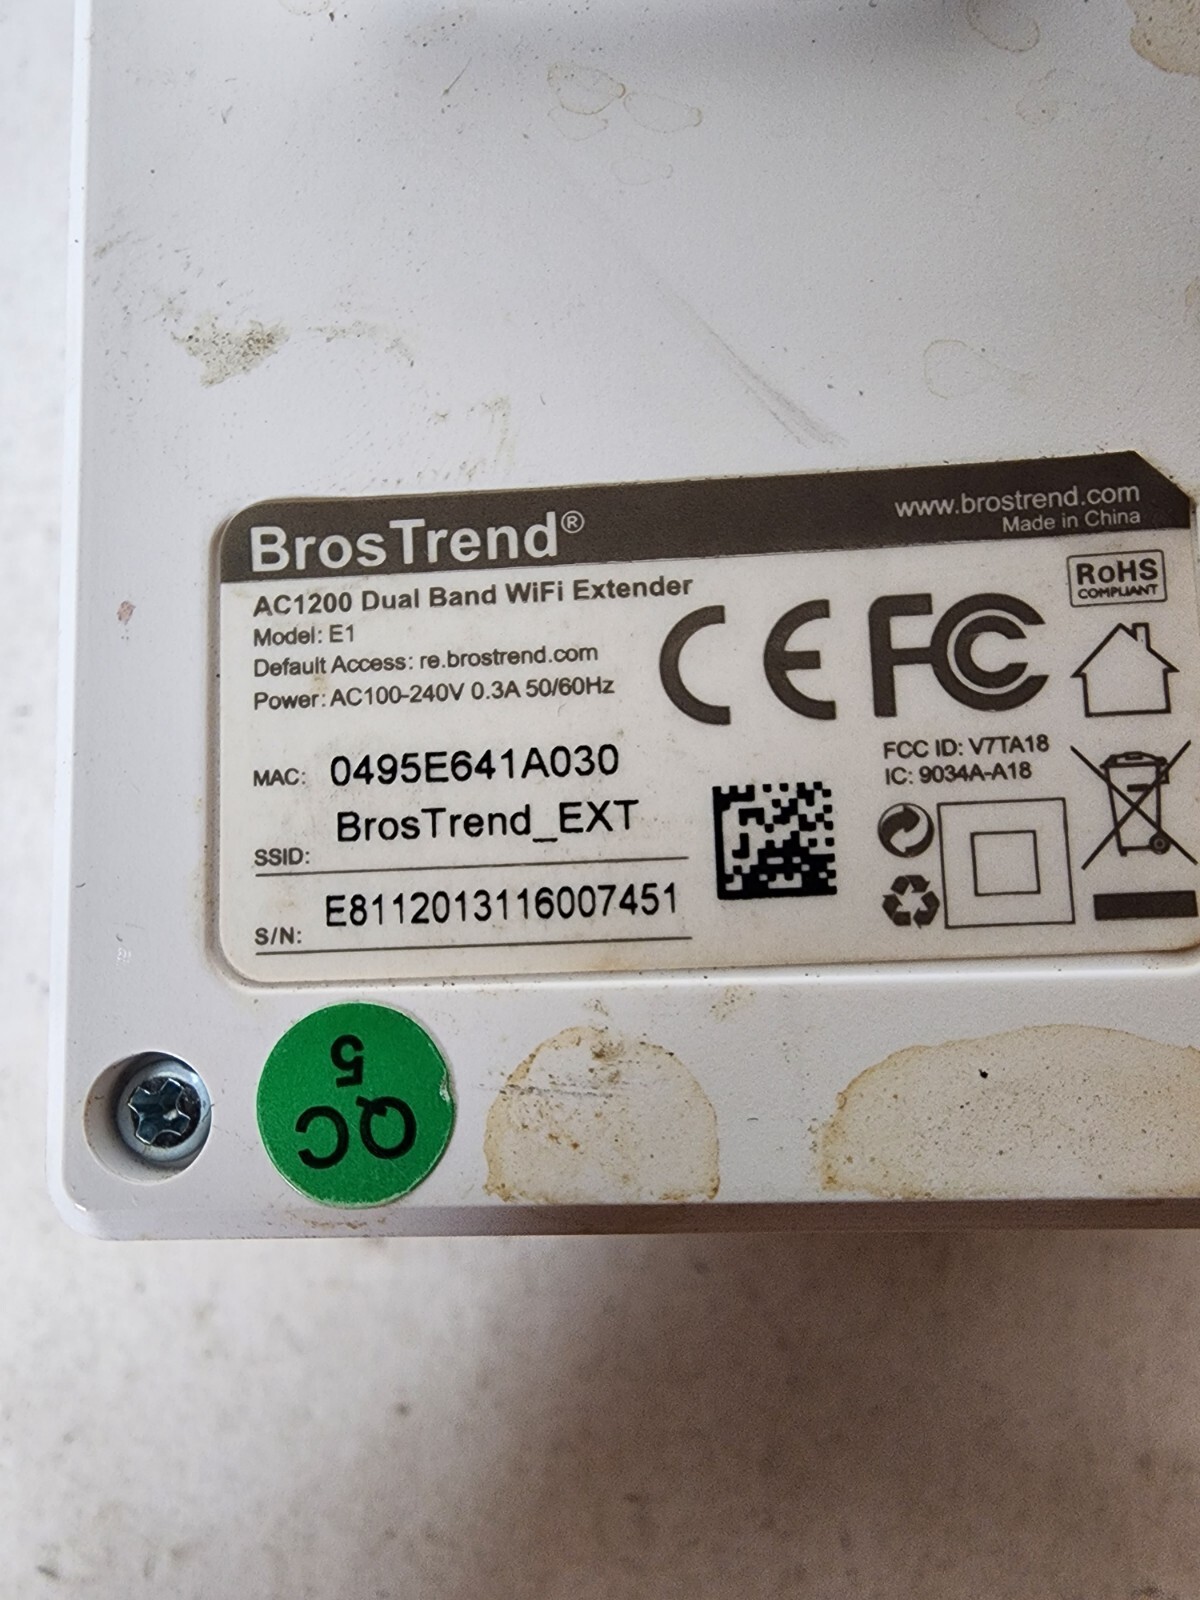 BrosTrend®
www.brostrend.com
Made in China
AC1200 Dual Band WiFi Extender
Model: E1
Default Access: re.brostrend.com
Power: AC100-240V 0.3A 50/60Hz
CE FC
RoHS
COMPLIANT
MAC: 0495E641A030
FCC ID: V7TA18
IC: 9034A-A18
SSID: BrosTrend_EXT
S/N: E8112013116007451
QC
5